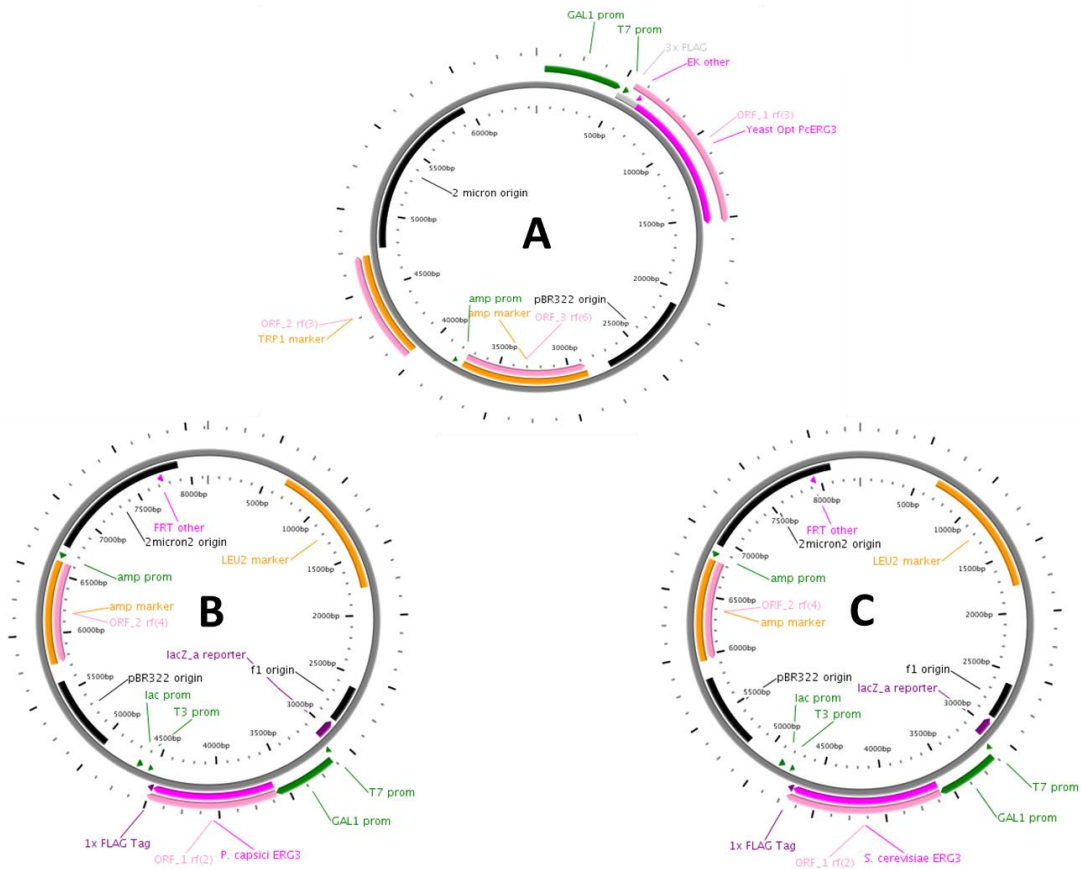 GAL1 prom
T7 prom
3x FLAG
EK other
ORF_1 rf(3)
Yeast Opt PcERG3
6000bp
500bp
5500bp
1000bp
2 micron origin
5000bp
1500bp
A
4500bp
2000bp
amp prom
pBR322 origin
amp marker
ORF_3 rf(6)
2500bp
4000bp
3500bp
3000bp
ORF_2 rf(3)
TRP1 marker
8000bp
500bp
7500bp
FRT other
2micron2 origin
1000bp
7000bp
LEU2 marker
1500bp
amp prom
6500bp
amp marker
ORF_2 rf(4)
B
2000bp
6000bp
lacZ_a reporter
f1 origin
2500bp
5500bp
pBR322 origin
lac prom
T3 prom
3000bp
5000bp
4500bp
4000bp
3500bp
T7 prom
GAL1 prom
1x FLAG Tag
ORF_1 rf(2)
P. capsici ERG3
8000bp
500bp
FRT other
7500bp
2micron2 origin
1000bp
7000bp
LEU2 marker
1500bp
amp prom
6500bp
ORF_2 rf(4)
amp marker
C
2000bp
6000bp
f1 origin
2500bp
pBR322 origin
lacZ_a reporter
5500bp
lac prom
T3 prom
3000bp
5000bp
4500bp
4000bp
3500bp
T7 prom
GAL1 prom
1x FLAG Tag
ORF_1 rf(2)
S. cerevisiae ERG3